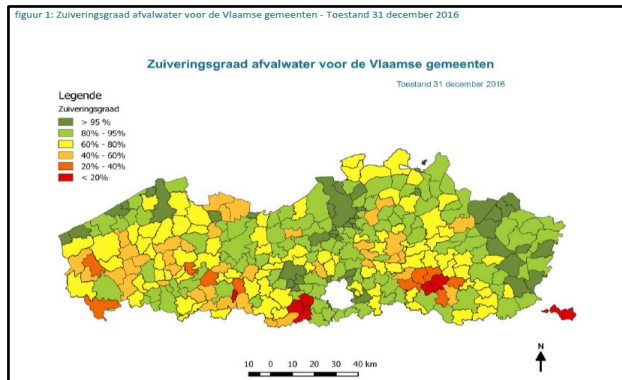 figuur 1: Zuiveringsgraad afvalwater voor de Vlaamse gemeenten - Toestand 31 december 2016
Zuiveringsgraad afvalwater voor de Vlaamse gemeenten
Toestand 31 december 2016
Legende
Zuiveringsgraad
> 95 %
80% - 95%
60% - 80%
40% - 60%
20% - 40%
< 20%
N
10 0 10 20 30 40 km